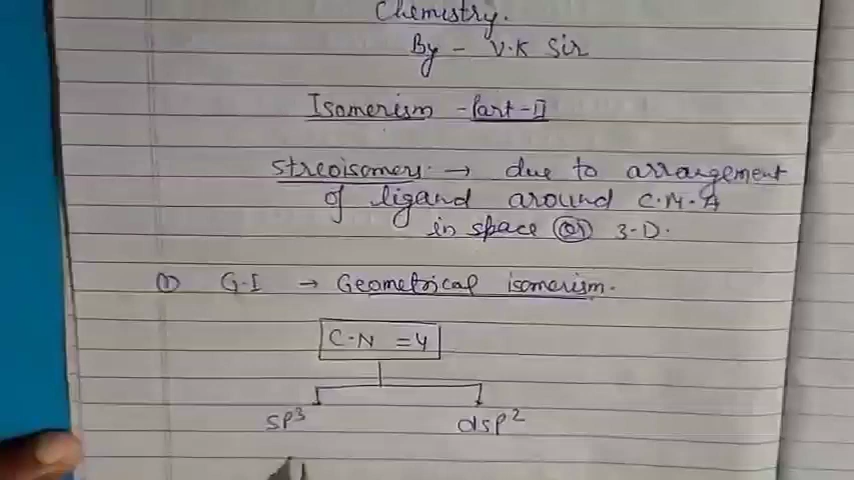 Chemistry.
By - V.K Sir
Isomerism - Part-II
Streoisomers. → due to arrangement
of ligand around C.M.A
in space (or) 3-D.
(1) G.I → Geometrical isomerism.
C-N = 4
sp³ dsp²